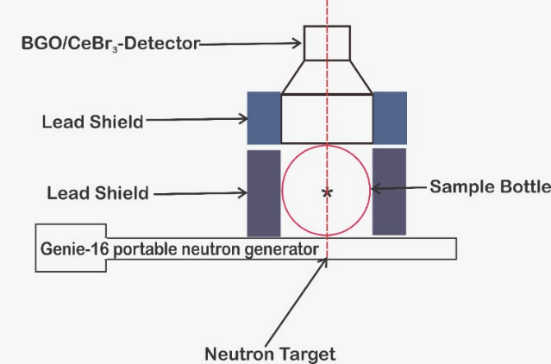 BGO/CeBr₃-Detector
Lead Shield
Lead Shield
Sample Bottle
*
Genie-16 portable neutron generator
Neutron Target